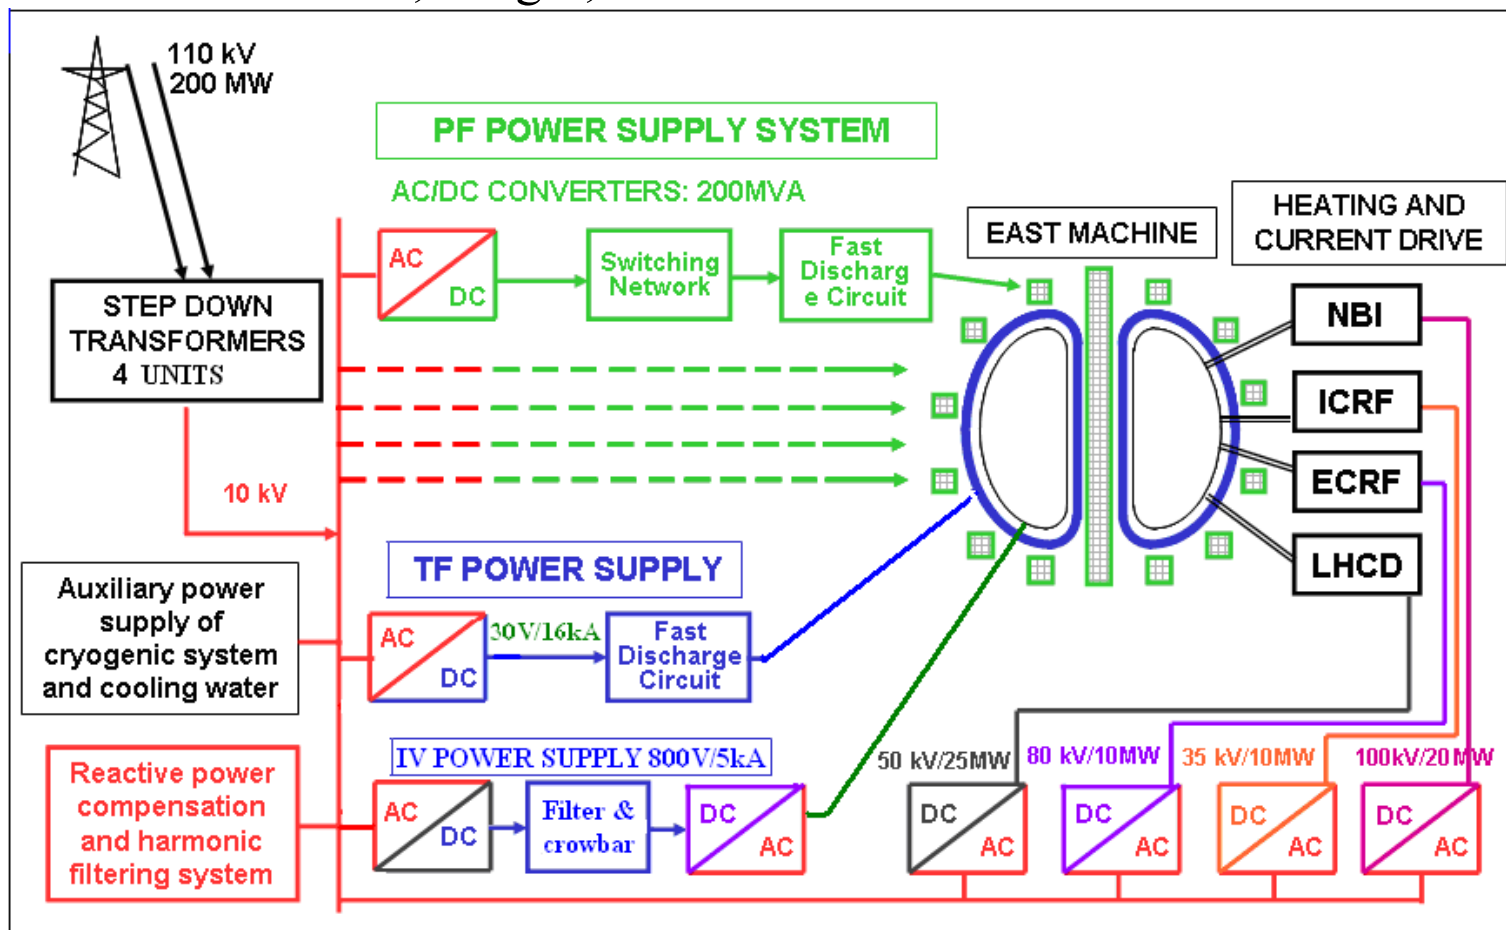 110 kV
200 MW
PF POWER SUPPLY SYSTEM
AC/DC CONVERTERS: 200MVA
HEATING AND
CURRENT DRIVE
EAST MACHINE
AC
DC
Switching
Network
Fast
Discharg
e Circuit
STEP DOWN
TRANSFORMERS
4 UNITS
NBI
ICRF
ECRF
LHCD
10 kV
TF POWER SUPPLY
Auxiliary power
supply of
cryogenic system
and cooling water
AC
DC
30V/16kA
Fast
Discharge
Circuit
IV POWER SUPPLY 800V/5kA
Reactive power
compensation
and harmonic
filtering system
AC
DC
Filter &
crowbar
DC
AC
50 kV/25MW
80 kV/10MW
35 kV/10MW
100kV/20MW
DC
AC
DC
AC
DC
AC
DC
AC